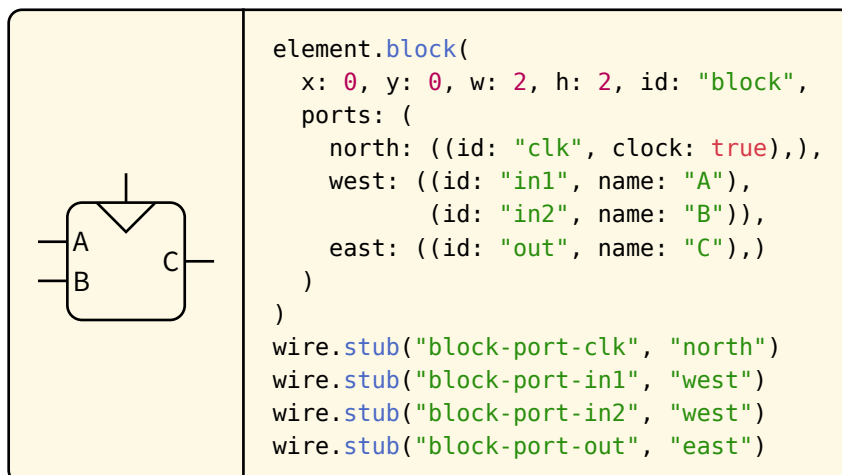 A
B
C
element.block(
  x: 0, y: 0, w: 2, h: 2, id: "block",
  ports: (
    north: ((id: "clk", clock: true),),
    west: ((id: "in1", name: "A"),
           (id: "in2", name: "B")),
    east: ((id: "out", name: "C"),)
  )
)
wire.stub("block-port-clk", "north")
wire.stub("block-port-in1", "west")
wire.stub("block-port-in2", "west")
wire.stub("block-port-out", "east")